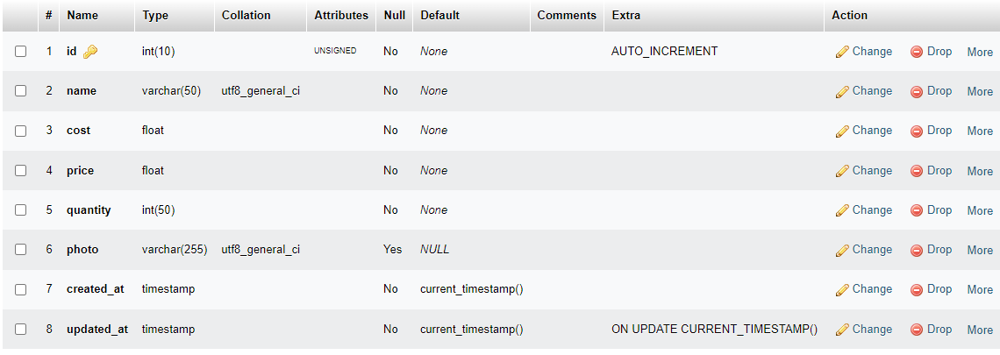 # Name Type Collation Attributes Null Default Comments Extra Action
1 id int(10) UNSIGNED No None AUTO_INCREMENT Change Drop More
2 name varchar(50) utf8_general_ci No None Change Drop More
3 cost float No None Change Drop More
4 price float No None Change Drop More
5 quantity int(50) No None Change Drop More
6 photo varchar(255) utf8_general_ci Yes NULL Change Drop More
7 created_at timestamp No current_timestamp() Change Drop More
8 updated_at timestamp No current_timestamp() ON UPDATE CURRENT_TIMESTAMP() Change Drop More